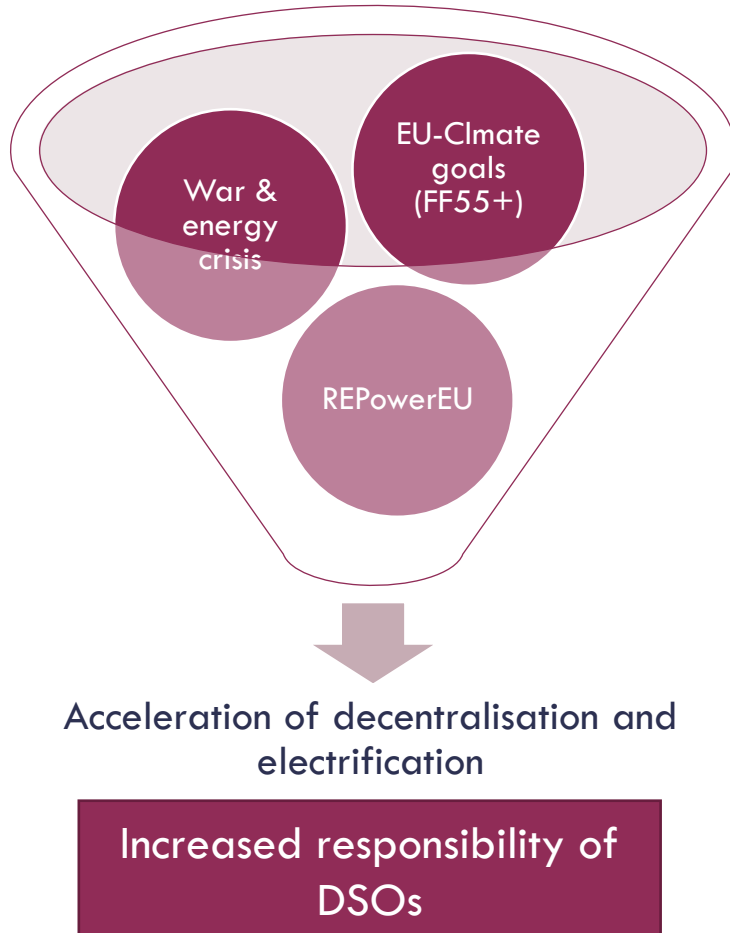 EU-Clmate
goals
(FF55+)
War &
energy
crisis
REPowerEU
Acceleration of decentralisation and
electrification
Increased responsibility of
DSOs